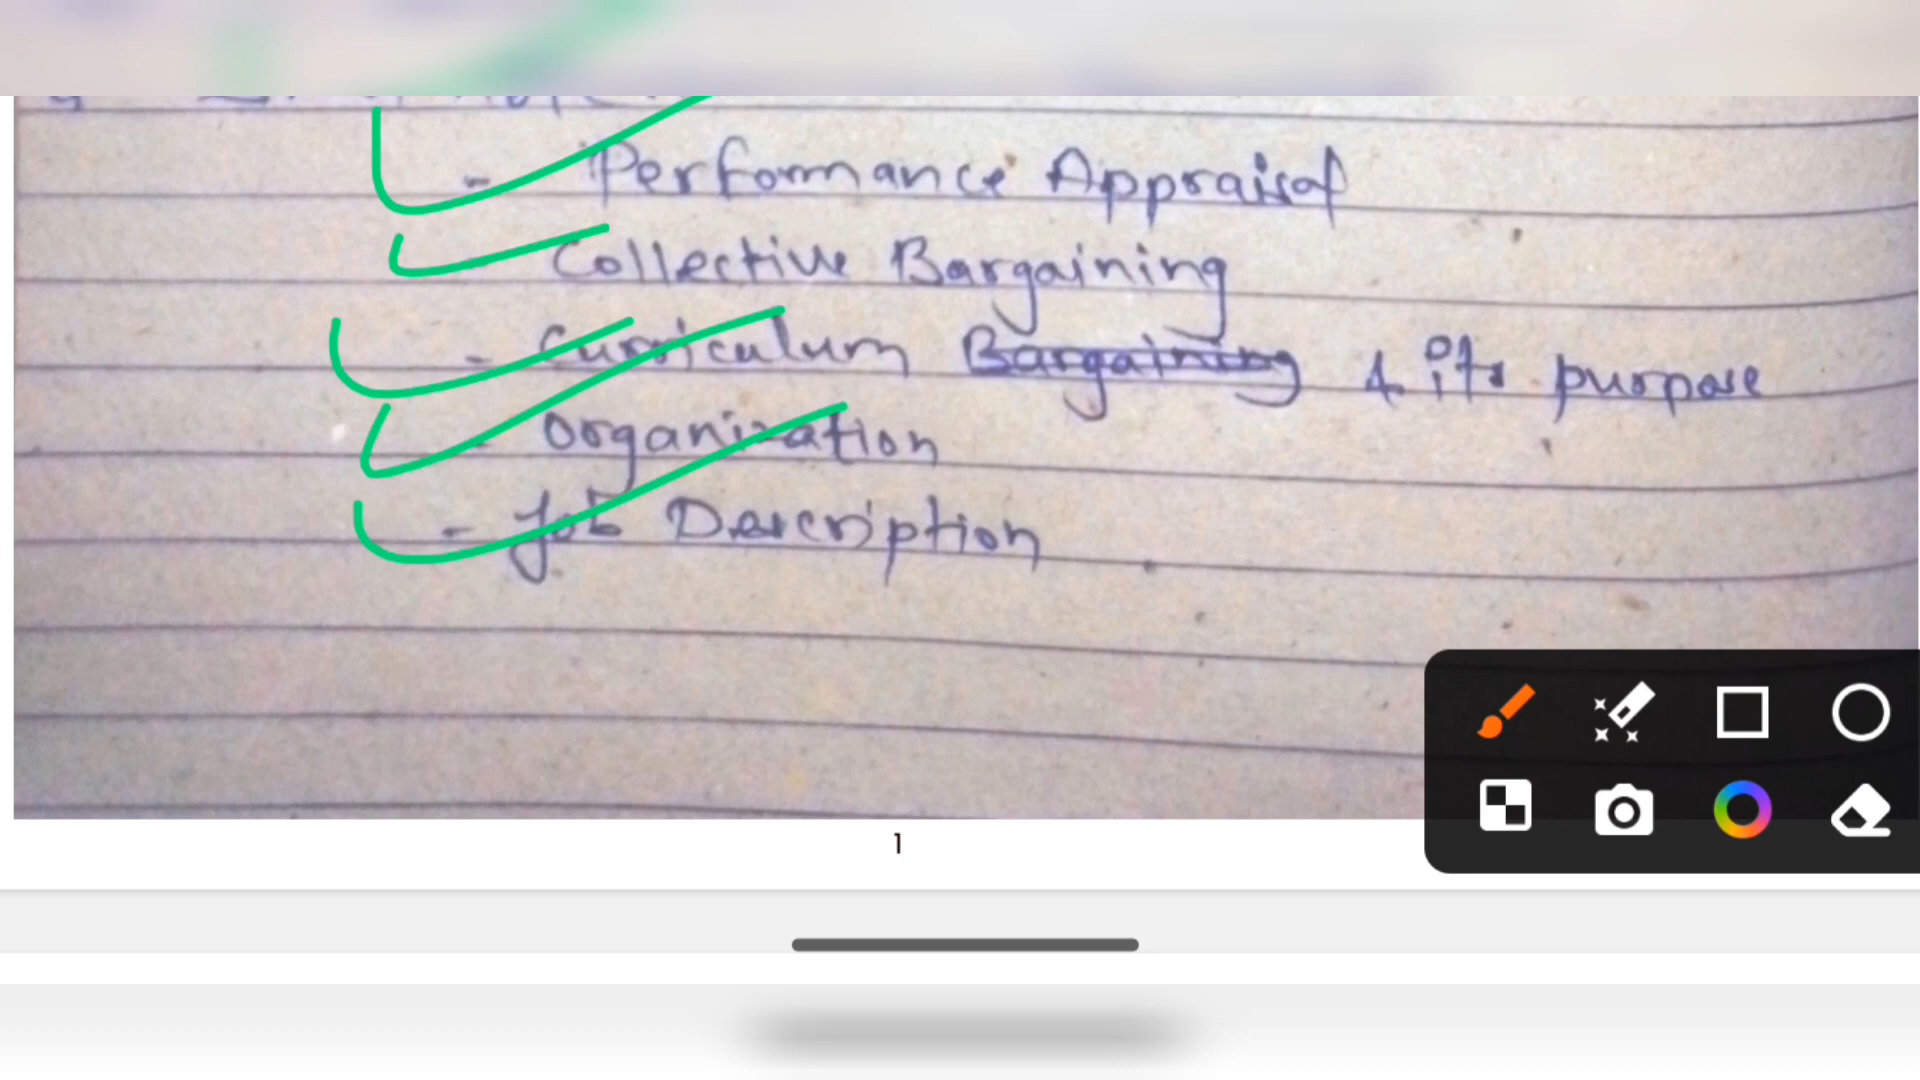 - Performance Appraisal
Collective Bargaining
- Curriculum Bargaining & its purpose
- Organization
- Job Description
1